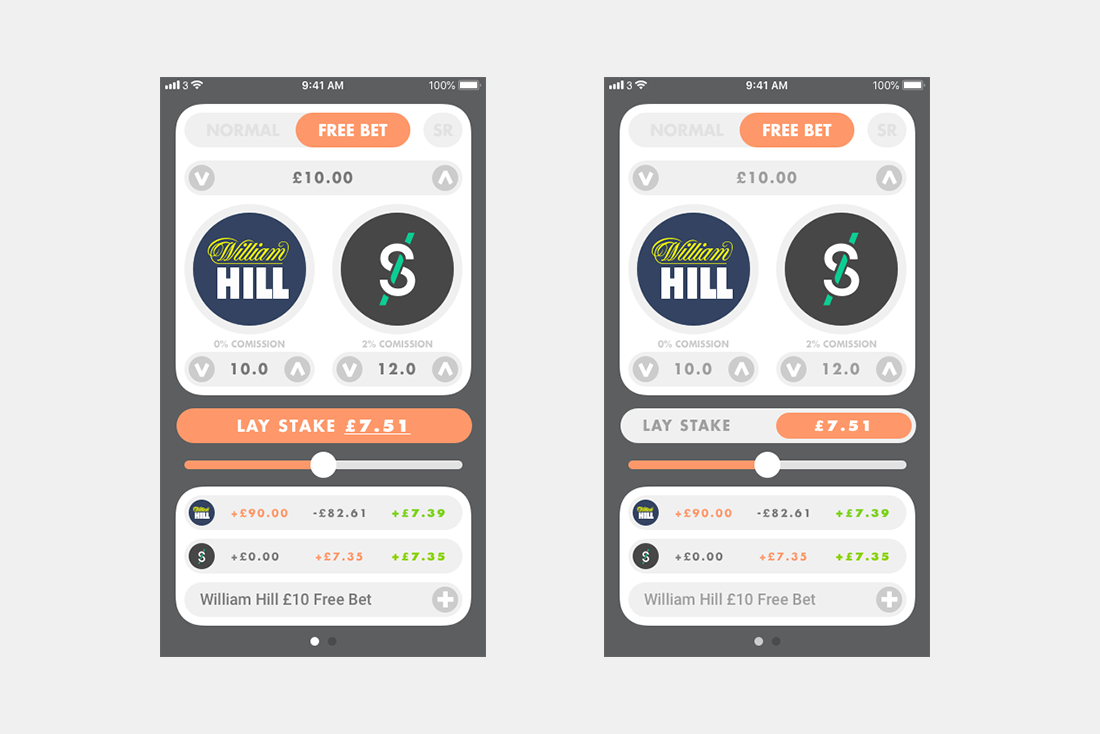 3 9:41 AM 100%
NORMAL FREE BET SR
£10.00
William HILL S
0% COMISSION 2% COMISSION
10.0 12.0
LAY STAKE £7.51
William HILL +£90.00 -£82.61 +£7.39
S +£0.00 +£7.35 +£7.35
William Hill £10 Free Bet
3 9:41 AM 100%
NORMAL FREE BET SR
£10.00
William HILL S
0% COMISSION 2% COMISSION
10.0 12.0
LAY STAKE £7.51
William HILL +£90.00 -£82.61 +£7.39
S +£0.00 +£7.35 +£7.35
William Hill £10 Free Bet